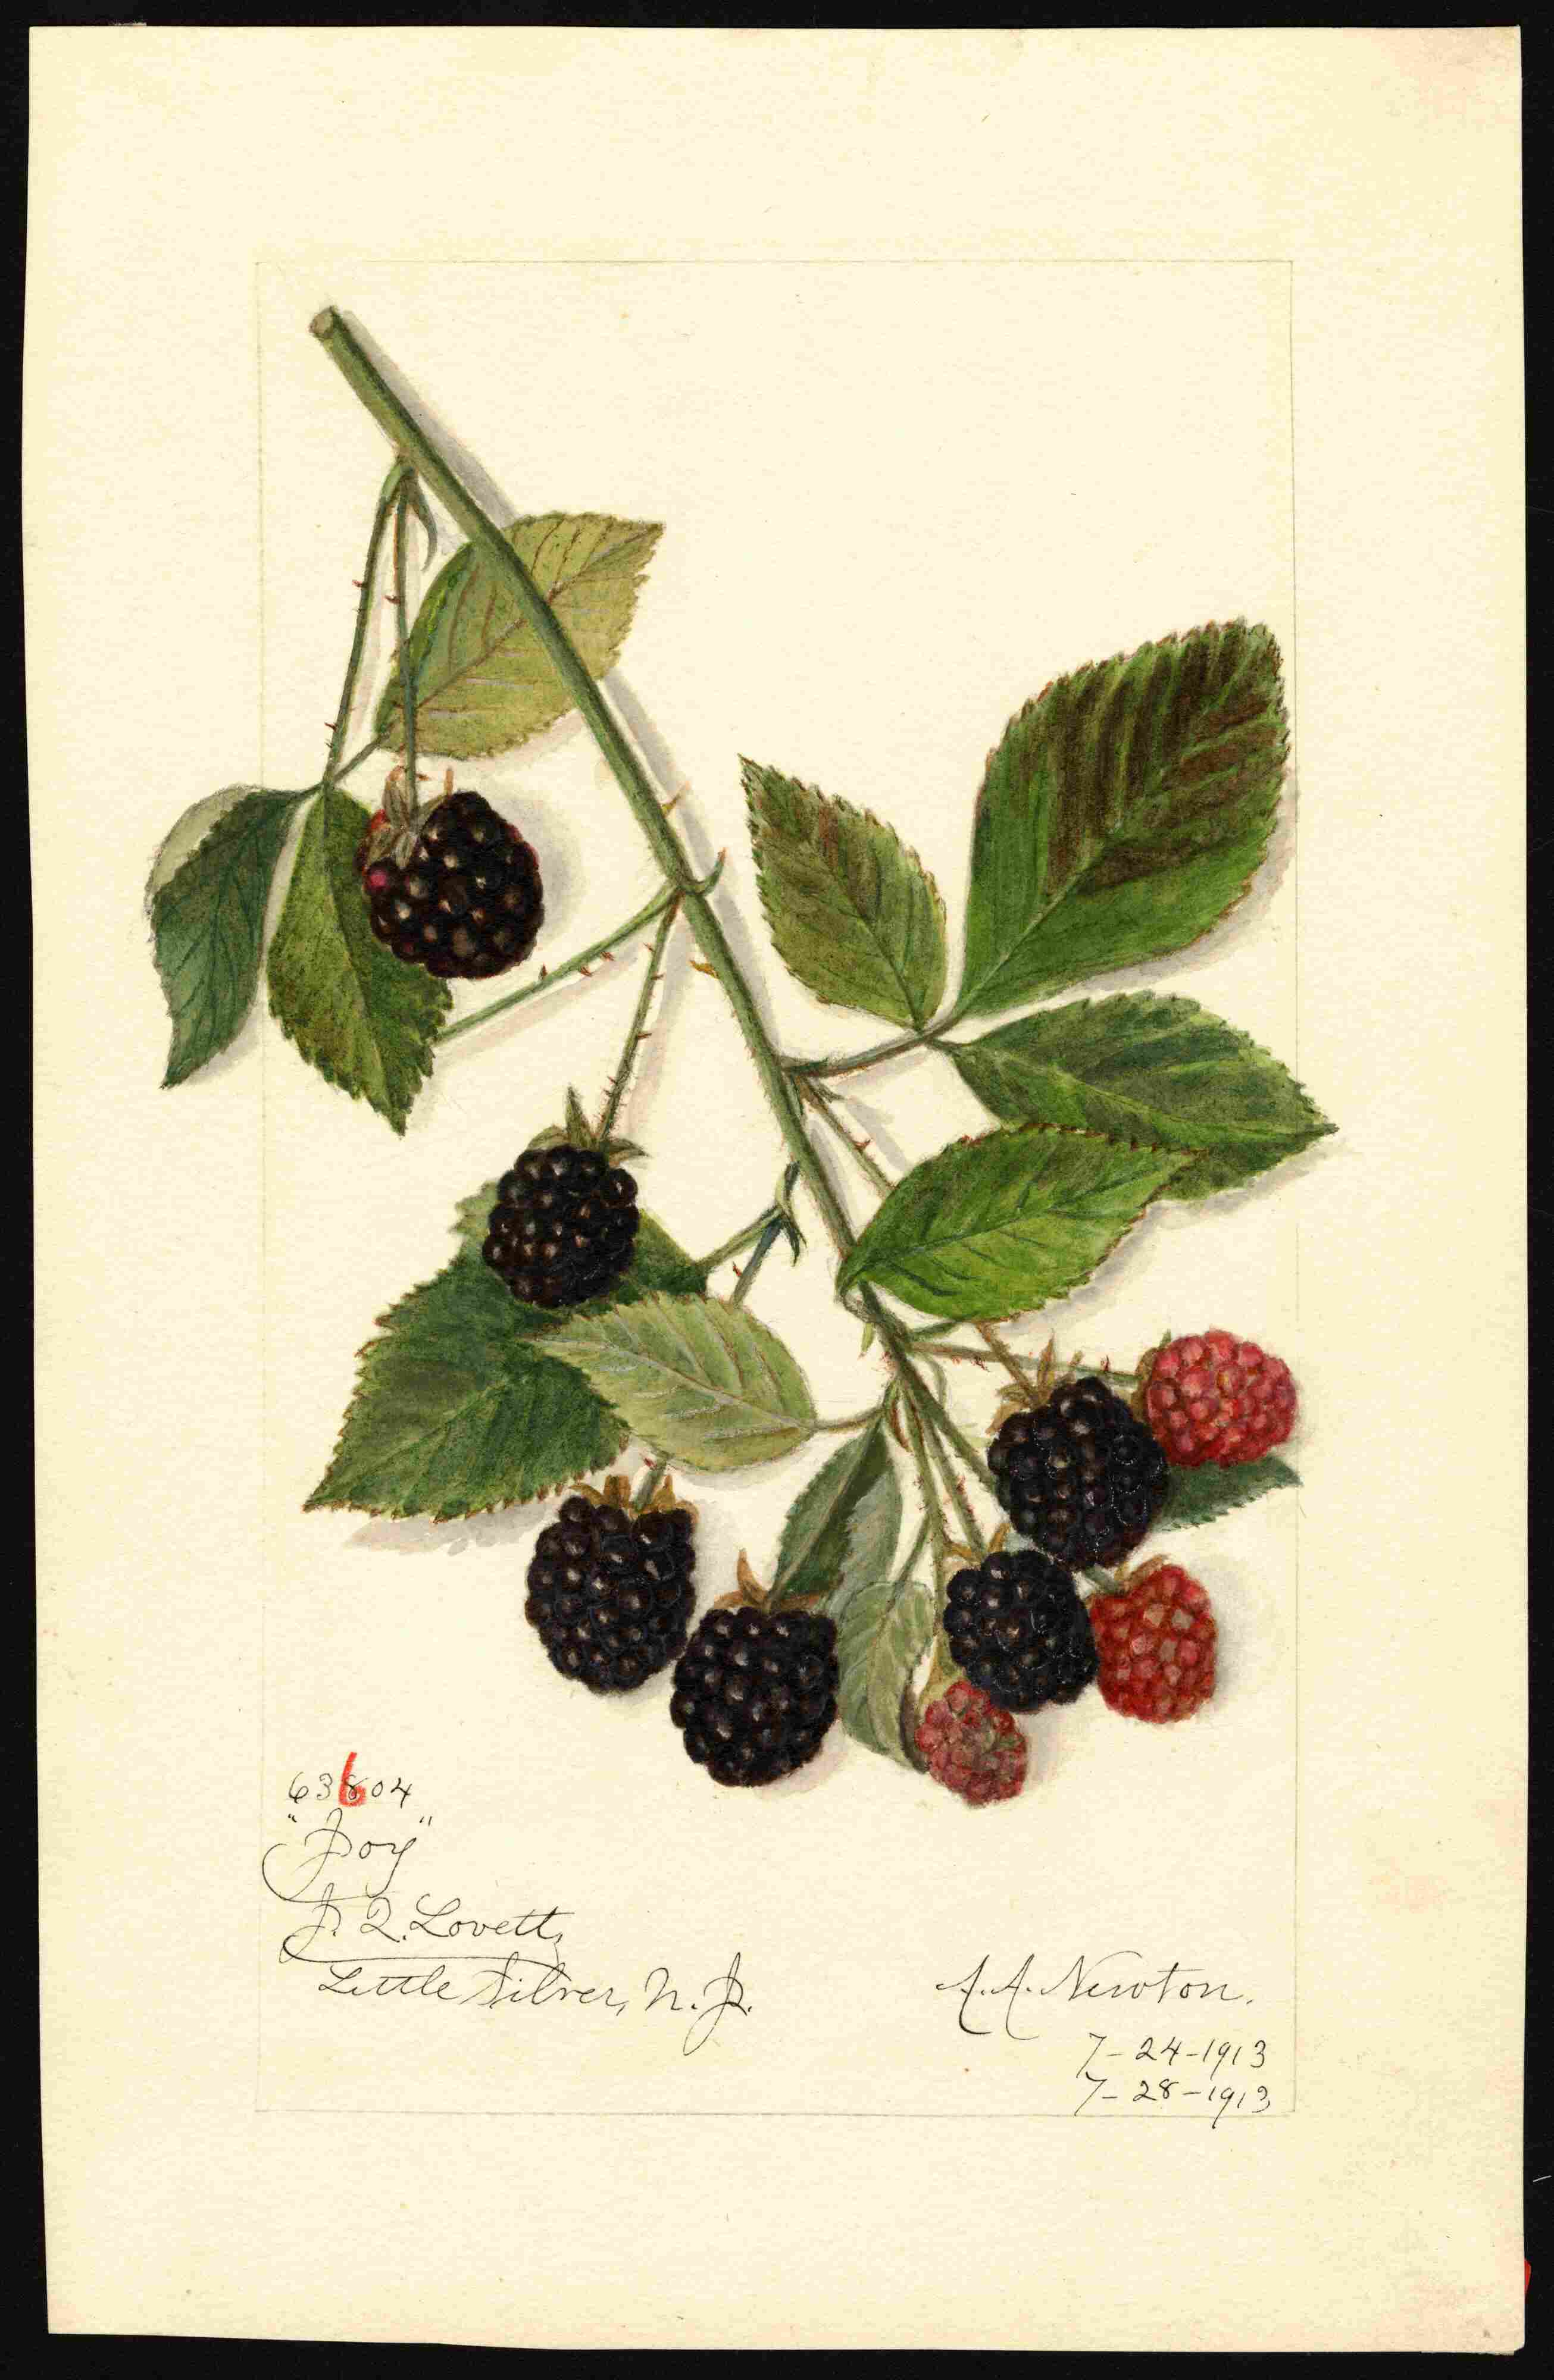 63604
"Joy"
J. L. Lovett,
Little Silver, N. J.
A. A. Newton.
7-24-1913
7-28-1913